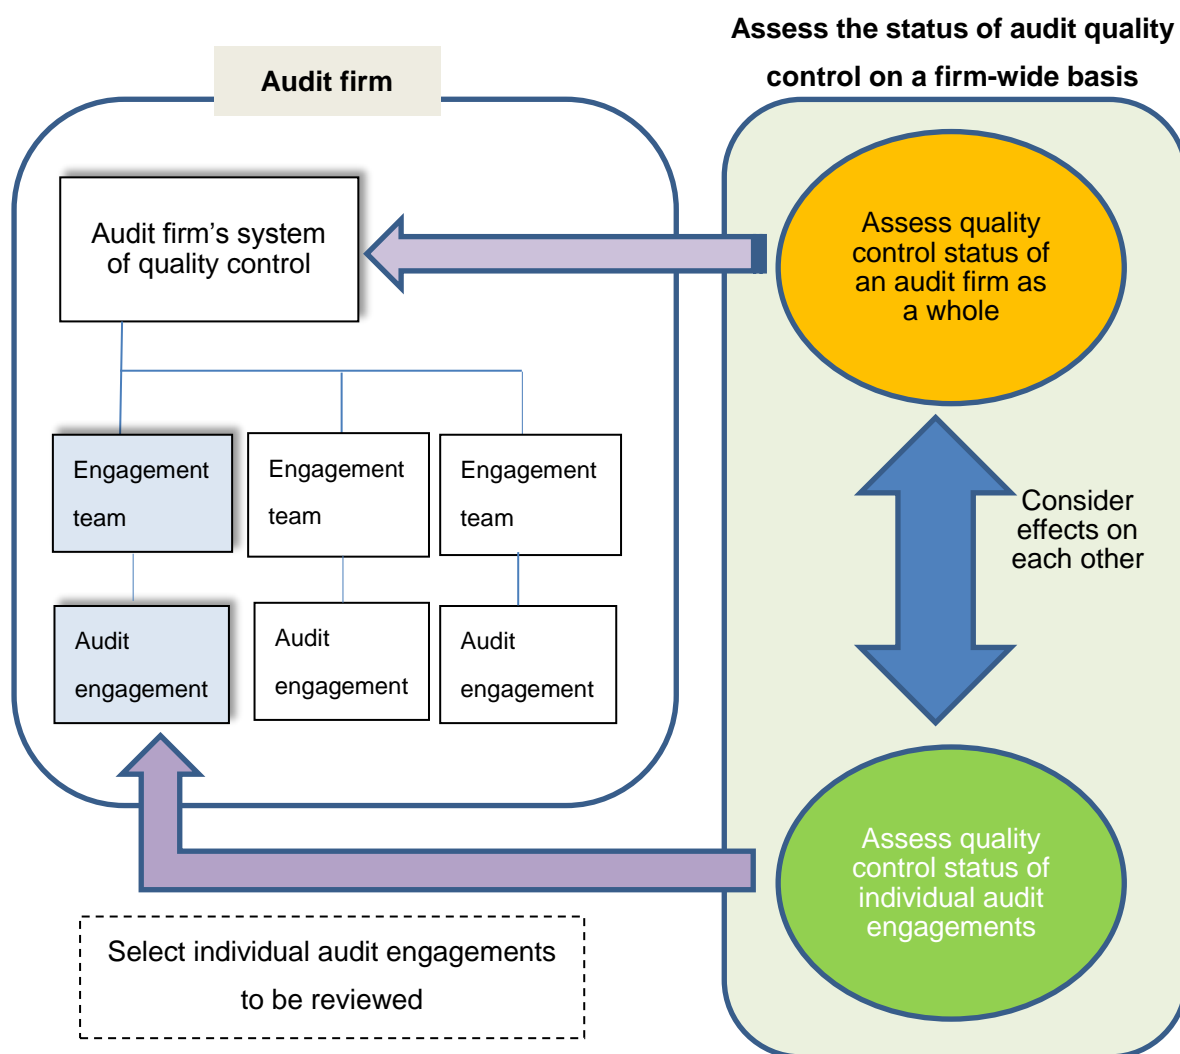 Assess the status of audit quality
control on a firm-wide basis
Audit firm
Audit firm’s system
of quality control
Assess quality
control status of
an audit firm as
a whole
Engagement
team
Engagement
team
Engagement
team
Consider
effects on
each other
Audit
engagement
Audit
engagement
Audit
engagement
Assess quality
control status of
individual audit
engagements
Select individual audit engagements
to be reviewed